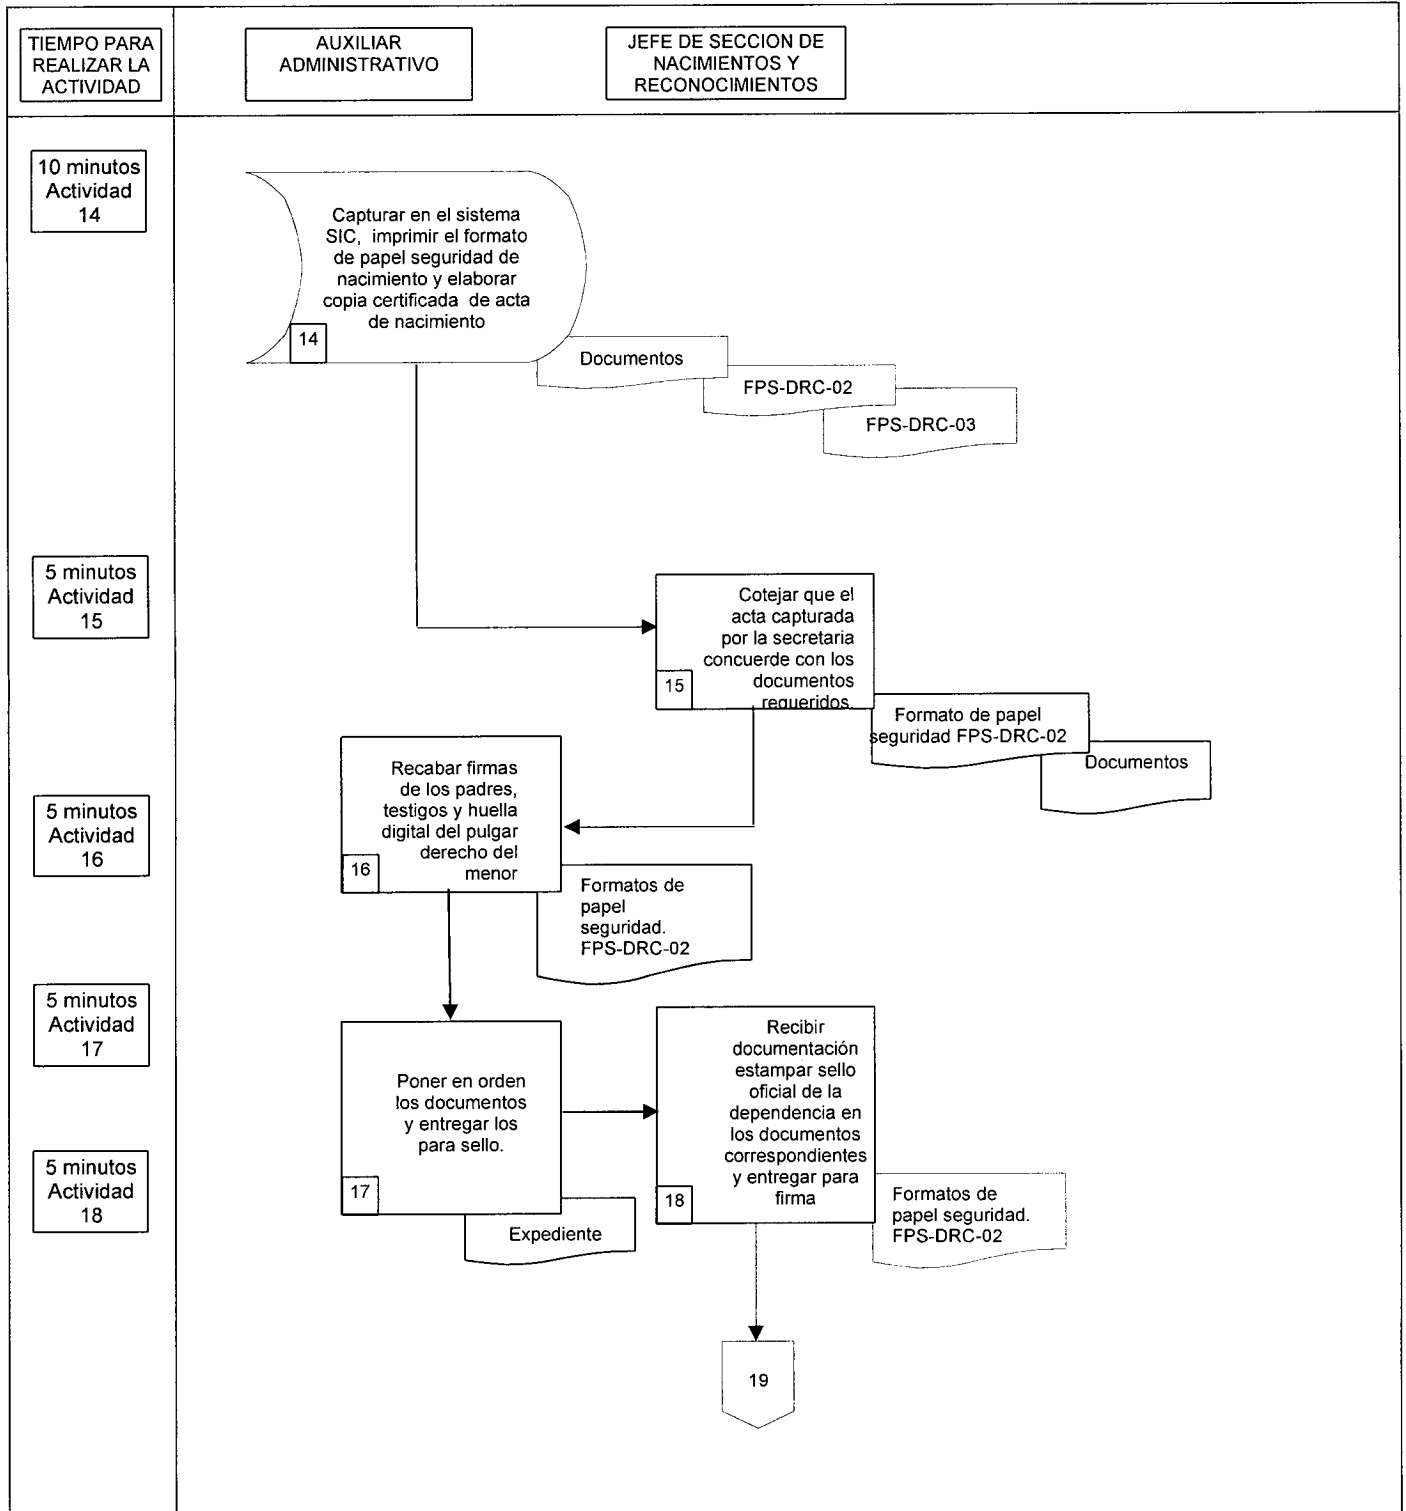 TIEMPO PARA
REALIZAR LA
ACTIVIDAD
AUXILIAR
ADMINISTRATIVO
JEFE DE SECCION DE
NACIMIENTOS Y
RECONOCIMIENTOS
10 minutos
Actividad
14
Capturar en el sistema
SIC, imprimir el formato
de papel seguridad de
nacimiento y elaborar
copia certificada de acta
de nacimiento
14
Documentos
FPS-DRC-02
FPS-DRC-03
5 minutos
Actividad
15
Cotejar que el
acta capturada
por la secretaria
concuerde con los
documentos
requeridos.
15
Formato de papel
seguridad FPS-DRC-02
Documentos
5 minutos
Actividad
16
Recabar firmas
de los padres,
testigos y huella
digital del pulgar
derecho del
menor
16
Formatos de
papel
seguridad.
FPS-DRC-02
5 minutos
Actividad
17
Poner en orden
los documentos
y entregar los
para sello.
17
Expediente
5 minutos
Actividad
18
Recibir
documentación
estampar sello
oficial de la
dependencia en
los documentos
correspondientes
y entregar para
firma
18
Formatos de
papel seguridad.
FPS-DRC-02
19